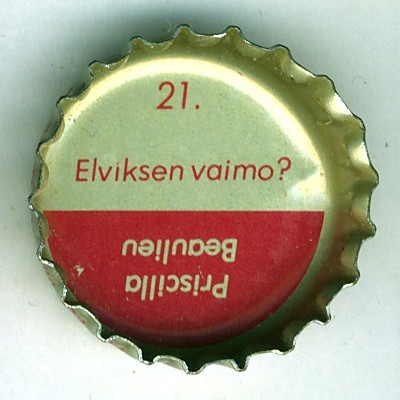 21.
Elviksen vaimo?
Priscilla
Beaulieu